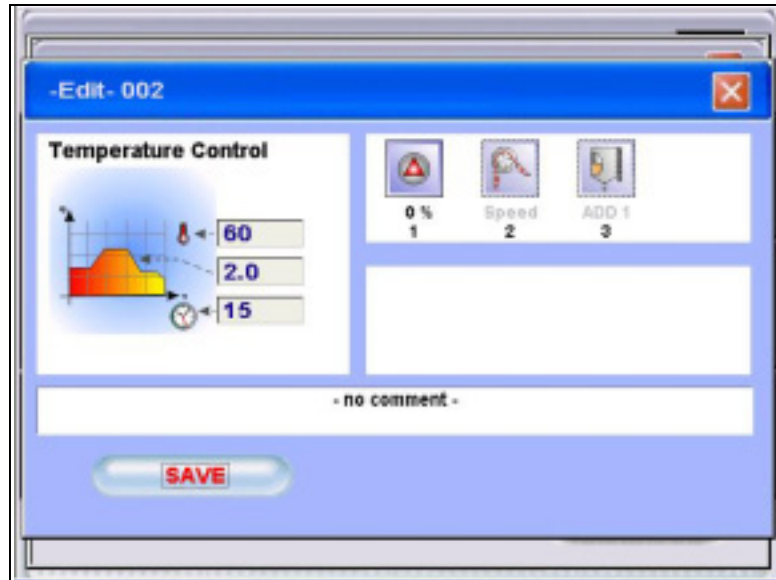 -Edit- 002
Temperature Control
60
2.0
15
0 % Speed ADD 1
1 2 3
- no comment -
SAVE